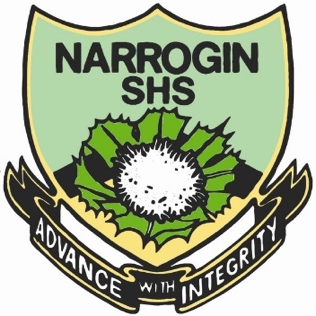 NARROGIN
SHS
ADVANCE WITH INTEGRITY